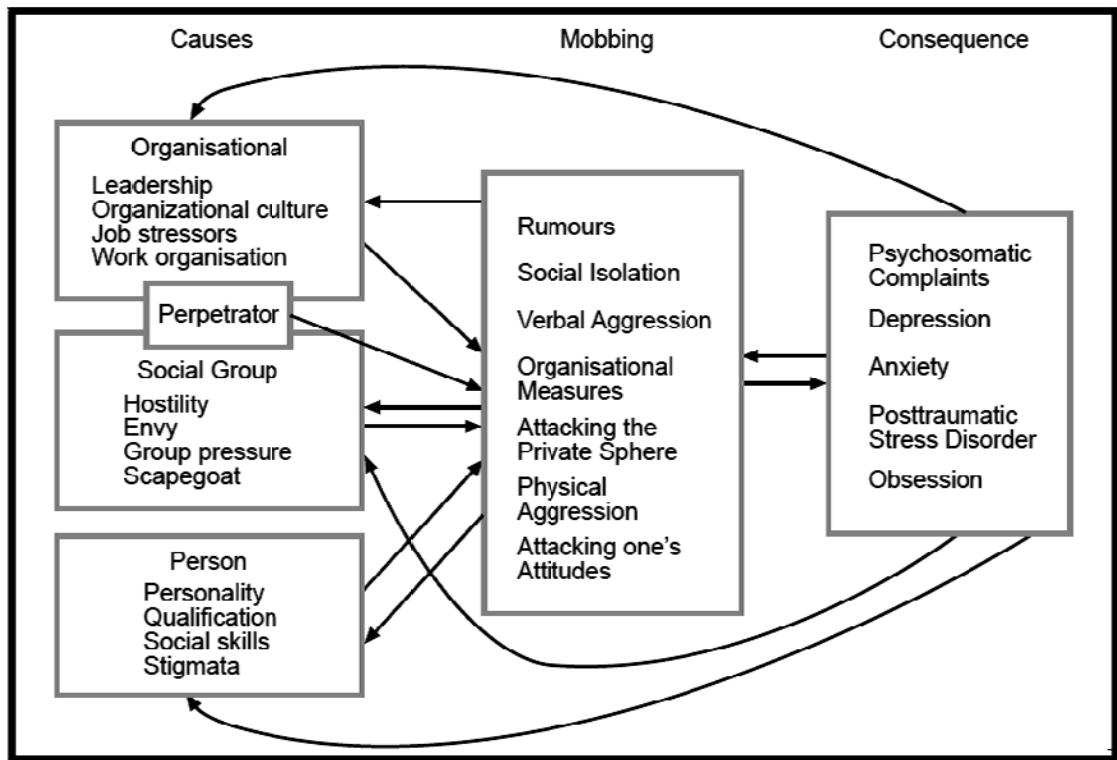 Causes
Mobbing
Consequence
Organisational
Leadership
Organizational culture
Job stressors
Work organisation
Perpetrator
Social Group
Hostility
Envy
Group pressure
Scapegoat
Person
Personality
Qualification
Social skills
Stigmata
Rumours
Social Isolation
Verbal Aggression
Organisational
Measures
Attacking the
Private Sphere
Physical
Aggression
Attacking one's
Attitudes
Psychosomatic
Complaints
Depression
Anxiety
Posttraumatic
Stress Disorder
Obsession